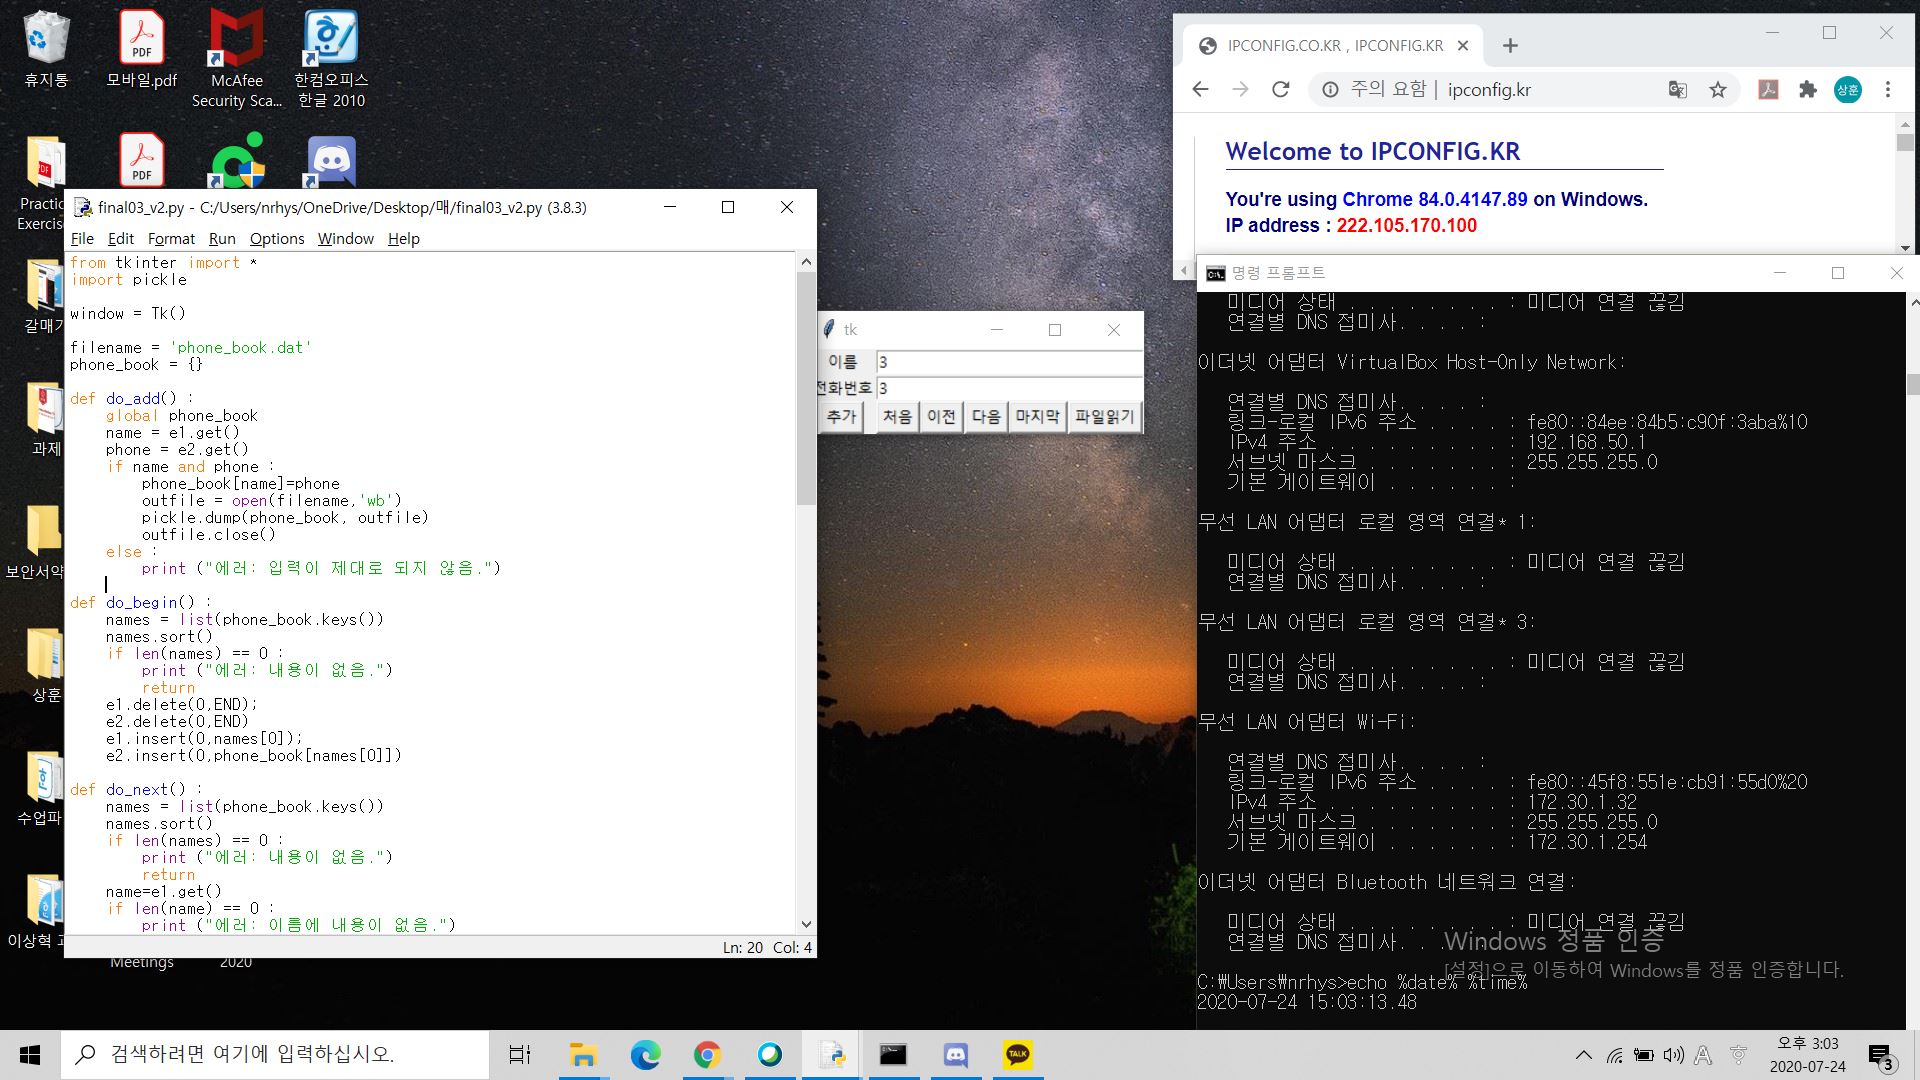 휴지통
모바일.pdf
McAfee
Security Sca...
한컴오피스
한글 2010
Practic
Exercis
갈매기
과제
보안서약
상훈
수업파
이상혁 고
Meetings
2020
final03_v2.py - C:/Users/nrhys/OneDrive/Desktop/매/final03_v2.py (3.8.3)
File Edit Format Run Options Window Help
from tkinter import *
import pickle
window = Tk()
filename = 'phone_book.dat'
phone_book = {}
def do_add() :
global phone_book
name = e1.get()
phone = e2.get()
if name and phone :
phone_book[name]=phone
outfile = open(filename,'wb')
pickle.dump(phone_book, outfile)
outfile.close()
else :
print ("에러: 입력이 제대로 되지 않음.")
def do_begin() :
names = list(phone_book.keys())
names.sort()
if len(names) == 0 :
print ("에러: 내용이 없음.")
return
e1.delete(0,END);
e2.delete(0,END)
e1.insert(0,names[0]);
e2.insert(0,phone_book[names[0]])
def do_next() :
names = list(phone_book.keys())
names.sort()
if len(names) == 0 :
print ("에러: 내용이 없음.")
return
name=e1.get()
if len(name) == 0 :
print ("에러: 이름에 내용이 없음.")
Ln: 20 Col: 4
tk
이름 3
전화번호 3
추가 처음 이전 다음 마지막 파일읽기
IPCONFIG.CO.KR , IPCONFIG.KR
주의 요함 | ipconfig.kr
상훈
Welcome to IPCONFIG.KR
You're using Chrome 84.0.4147.89 on Windows.
IP address : 222.105.170.100
명령 프롬프트
미디어 상태 . . . . . . . . : 미디어 연결 끊김
연결별 DNS 접미사. . . . :
이더넷 어댑터 VirtualBox Host-Only Network:
연결별 DNS 접미사. . . . :
링크-로컬 IPv6 주소 . . . . : fe80::84ee:84b5:c90f:3aba%10
IPv4 주소 . . . . . . . . . : 192.168.50.1
서브넷 마스크 . . . . . . . : 255.255.255.0
기본 게이트웨이 . . . . . . :
무선 LAN 어댑터 로컬 영역 연결* 1:
미디어 상태 . . . . . . . . : 미디어 연결 끊김
연결별 DNS 접미사. . . . :
무선 LAN 어댑터 로컬 영역 연결* 3:
미디어 상태 . . . . . . . . : 미디어 연결 끊김
연결별 DNS 접미사. . . . :
무선 LAN 어댑터 Wi-Fi:
연결별 DNS 접미사. . . . :
링크-로컬 IPv6 주소 . . . . : fe80::45f8:551e:cb91:55d0%20
IPv4 주소 . . . . . . . . . : 172.30.1.32
서브넷 마스크 . . . . . . . : 255.255.255.0
기본 게이트웨이 . . . . . . : 172.30.1.254
이더넷 어댑터 Bluetooth 네트워크 연결:
미디어 상태 . . . . . . . . : 미디어 연결 끊김
연결별 DNS 접미사. . . . :
Windows 정품 인증
[설정]으로 이동하여 Windows를 정품 인증합니다.
C:\Users\nrhys>echo %date% %time%
2020-07-24 15:03:13.48
검색하려면 여기에 입력하십시오.
TALK
A
오후 3:03
2020-07-24
3